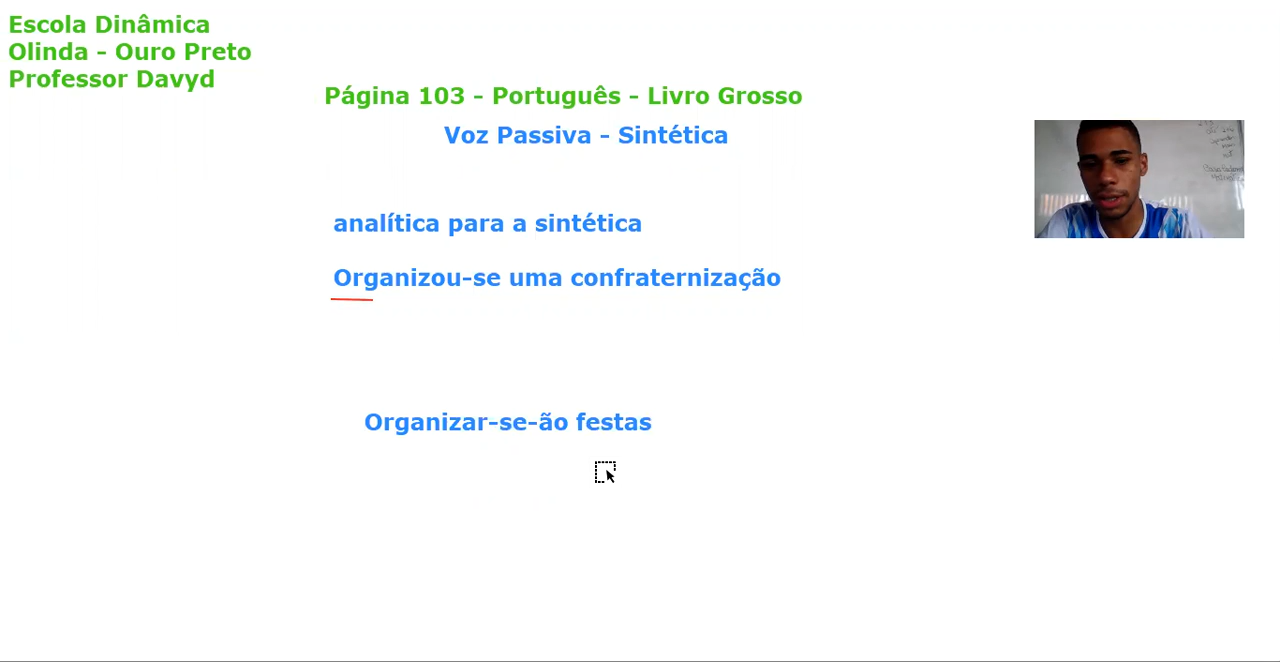 Escola Dinâmica
Olinda - Ouro Preto
Professor Davyd
Página 103 - Português - Livro Grosso
Voz Passiva - Sintética
analítica para a sintética
Organizou-se uma confraternização
Organizar-se-ão festas